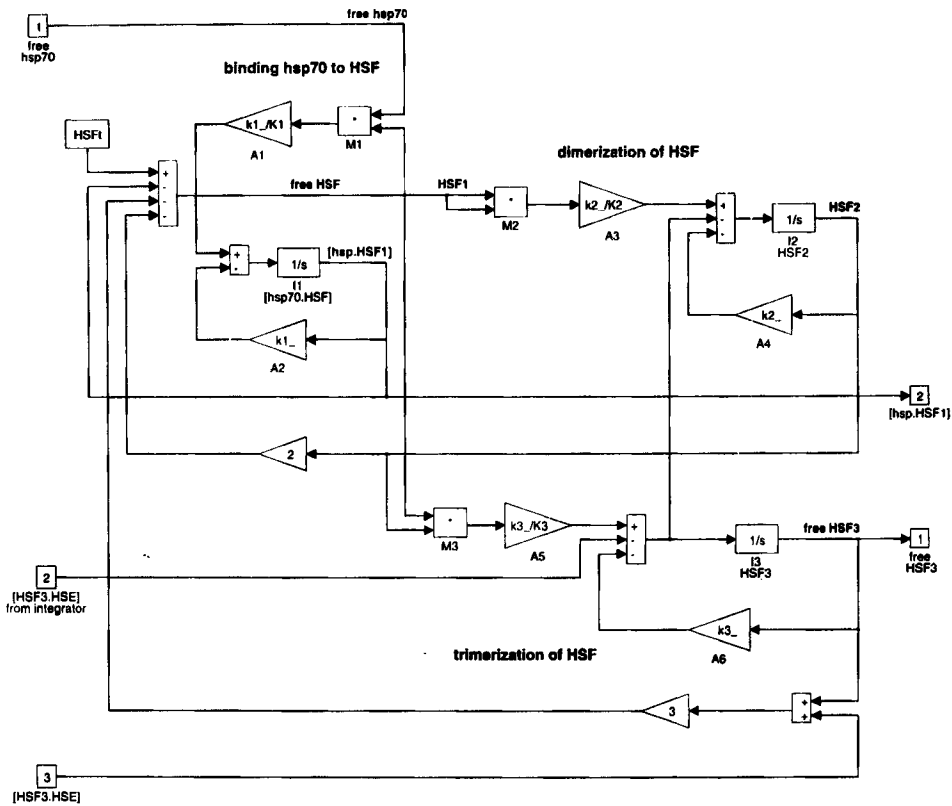 free hsp70
1
free
hsp70
binding hsp70 to HSF
k1_/K1
*
A1
M1
HSFt
dimerization of HSF
+
-
-
-
free HSF
HSF1
*
M2
k2_/K2
A3
+
-
-
1/s
HSF2
I2
HSF2
+
-
1/s
[hsp.HSF1]
I1
[hsp70.HSF]
k1_
A2
k2_
A4
2
[hsp.HSF1]
2
*
M3
k3_/K3
A5
+
-
-
1/s
free HSF3
I3
HSF3
1
free
HSF3
2
[HSF3.HSE]
from integrator
k3_
A6
trimerization of HSF
3
+
+
3
[HSF3.HSE]